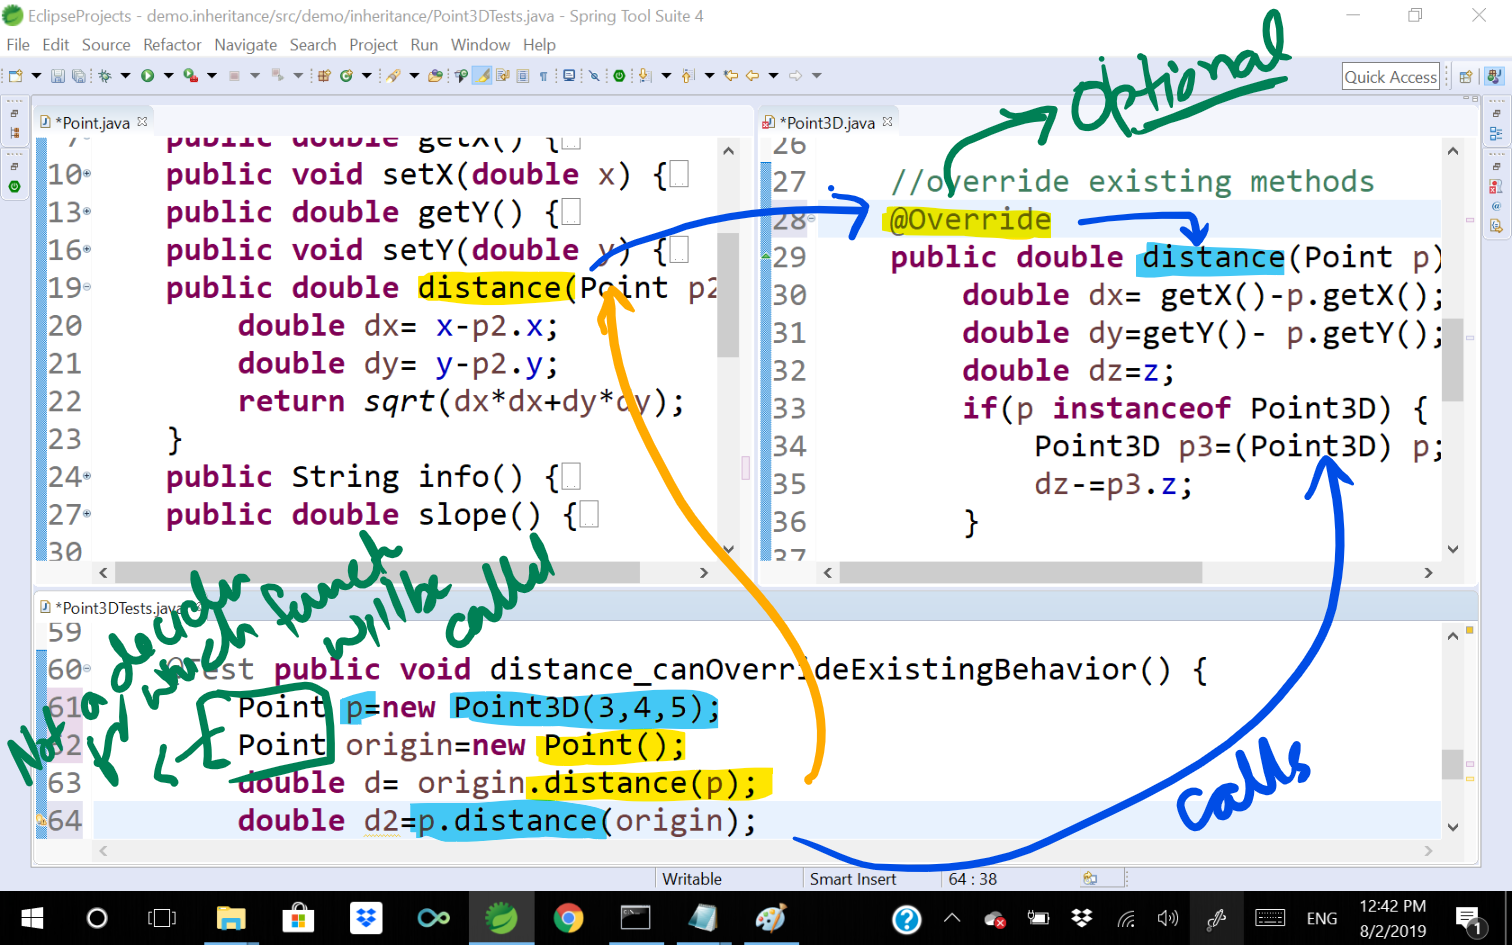 EclipseProjects - demo.inheritance/src/demo/inheritance/Point3DTests.java - Spring Tool Suite 4
File Edit Source Refactor Navigate Search Project Run Window Help
Quick Access
optional
*Point.java
7 public double getX() {
10 public void setX(double x) {
13 public double getY() {
16 public void setY(double y) {
19 public double distance(Point p2
20 double dx= x-p2.x;
21 double dy= y-p2.y;
22 return sqrt(dx*dx+dy*dy);
23 }
24 public String info() {
27 public double slope() {
30
*Point3D.java
26
27 //override existing methods
28 @Override
29 public double distance(Point p)
30 double dx= getX()-p.getX();
31 double dy=getY()- p.getY();
32 double dz=z;
33 if(p instanceof Point3D) {
34 Point3D p3=(Point3D) p;
35 dz-=p3.z;
36 }
37
Not a decider
for which funct
will be
called
*Point3DTests.java
59
60 @Test public void distance_canOverrideExistingBehavior() {
61 Point p=new Point3D(3,4,5);
62 Point origin=new Point();
63 double d= origin.distance(p);
64 double d2=p.distance(origin);
calls
Writable Smart Insert 64 : 38
ENG
12:42 PM
8/2/2019
1